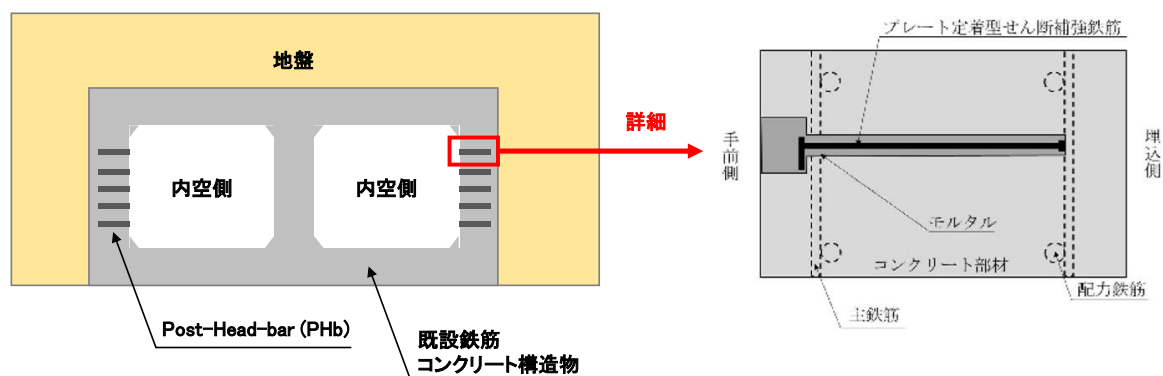 地盤
内空側
内空側
詳細
Post-Head-bar (PHb)
既設鉄筋
コンクリート構造物
プレート定着型せん断補強鉄筋
手前側
埋込側
モルタル
コンクリート部材
配力鉄筋
主鉄筋